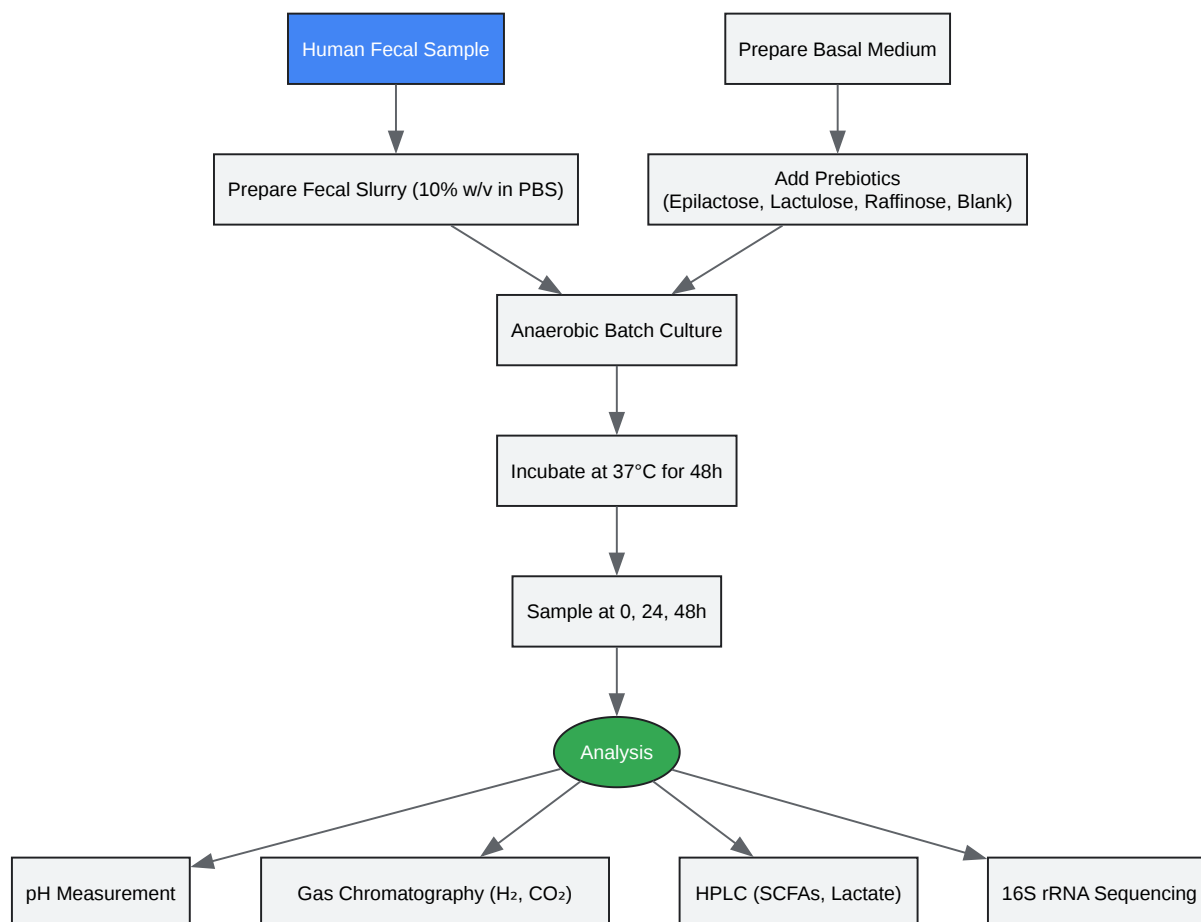 Human Fecal Sample
Prepare Basal Medium
Prepare Fecal Slurry (10% w/v in PBS)
Add Prebiotics
(Epilactose, Lactulose, Raffinose, Blank)
Anaerobic Batch Culture
Incubate at 37°C for 48h
Sample at 0, 24, 48h
Analysis
pH Measurement
Gas Chromatography (H₂, CO₂)
HPLC (SCFAs, Lactate)
16S rRNA Sequencing